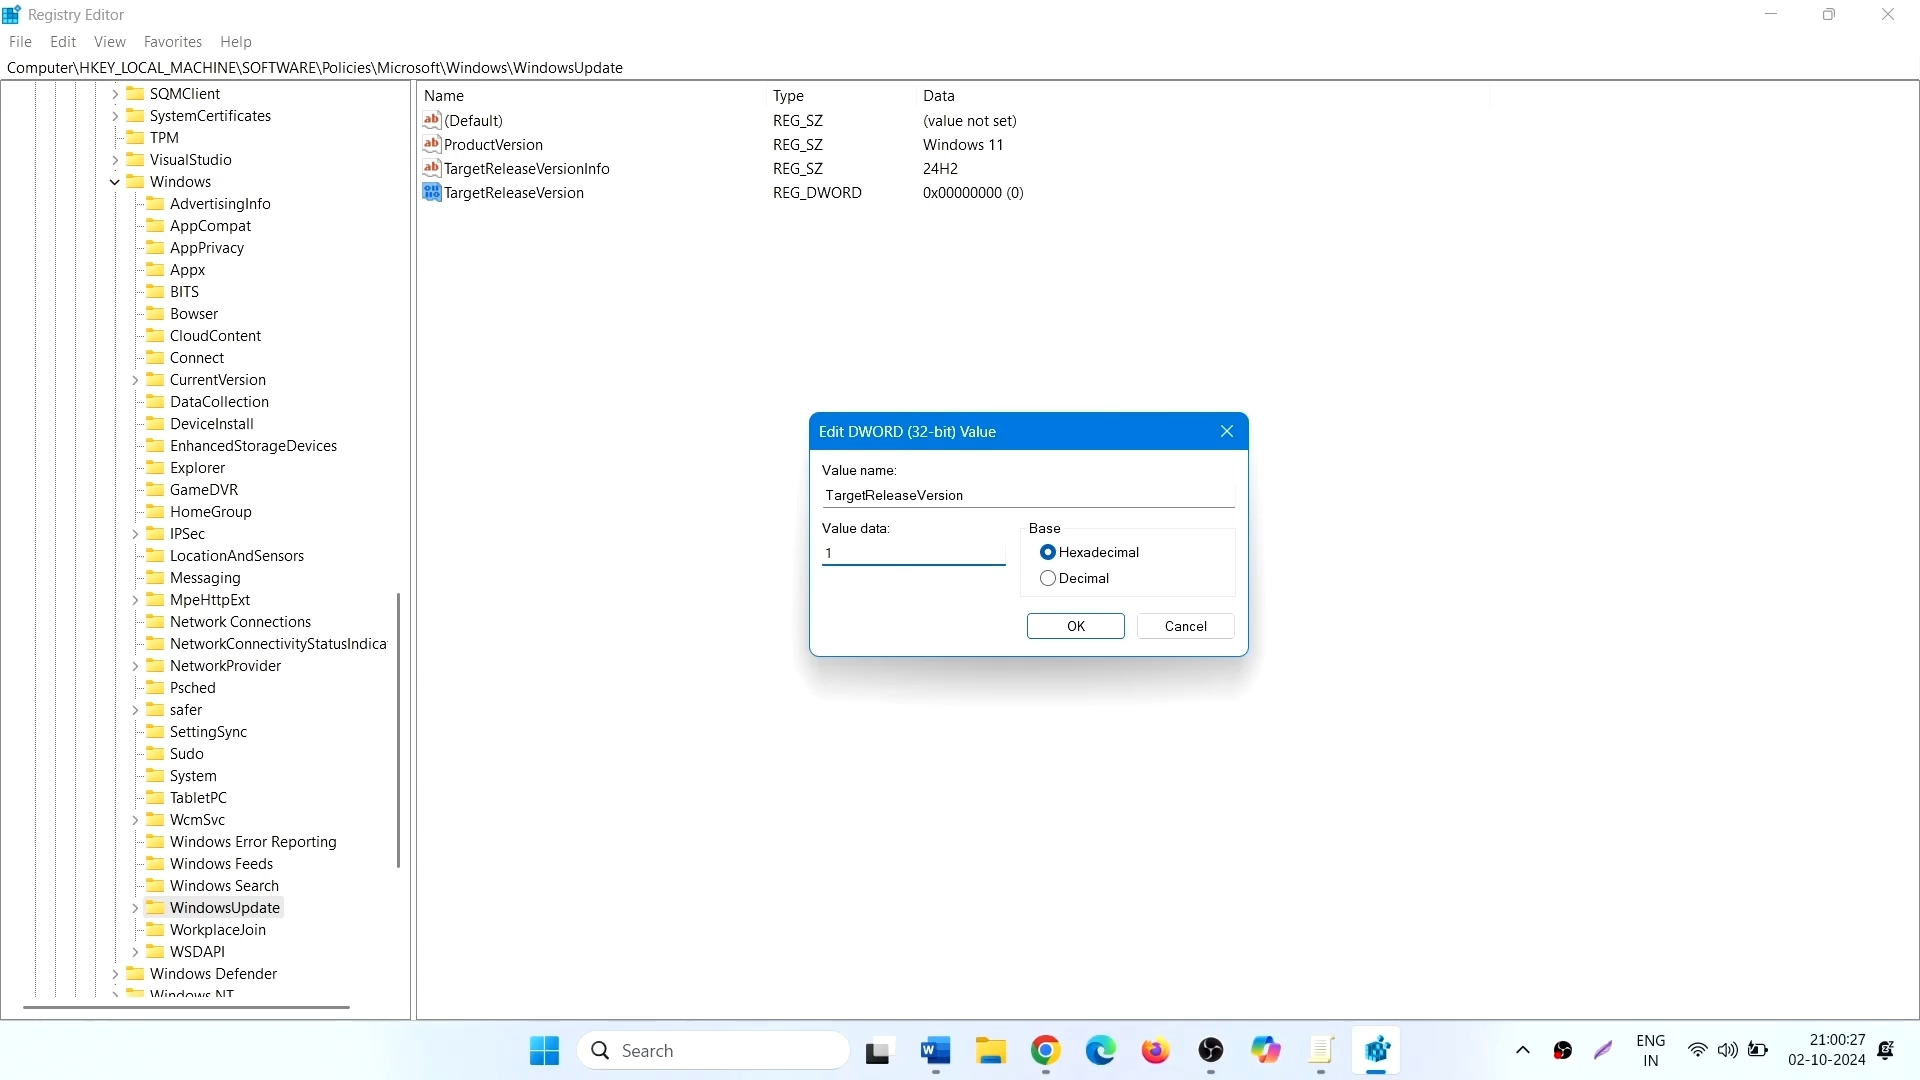 Registry Editor
File Edit View Favorites Help
Computer\HKEY_LOCAL_MACHINE\SOFTWARE\Policies\Microsoft\Windows\WindowsUpdate
SQMClient
SystemCertificates
TPM
VisualStudio
Windows
AdvertisingInfo
AppCompat
AppPrivacy
Appx
BITS
Bowser
CloudContent
Connect
CurrentVersion
DataCollection
DeviceInstall
EnhancedStorageDevices
Explorer
GameDVR
HomeGroup
IPSec
LocationAndSensors
Messaging
MpeHttpExt
Network Connections
NetworkConnectivityStatusIndica
NetworkProvider
Psched
safer
SettingSync
Sudo
System
TabletPC
WcmSvc
Windows Error Reporting
Windows Feeds
Windows Search
WindowsUpdate
WorkplaceJoin
WSDAPI
Windows Defender
Windows NT
Name Type Data
(Default) REG_SZ (value not set)
ProductVersion REG_SZ Windows 11
TargetReleaseVersionInfo REG_SZ 24H2
TargetReleaseVersion REG_DWORD 0x00000000 (0)
Edit DWORD (32-bit) Value
Value name:
TargetReleaseVersion
Value data:
1
Base
Hexadecimal
Decimal
OK Cancel
Search
ENG
IN
21:00:27
02-10-2024